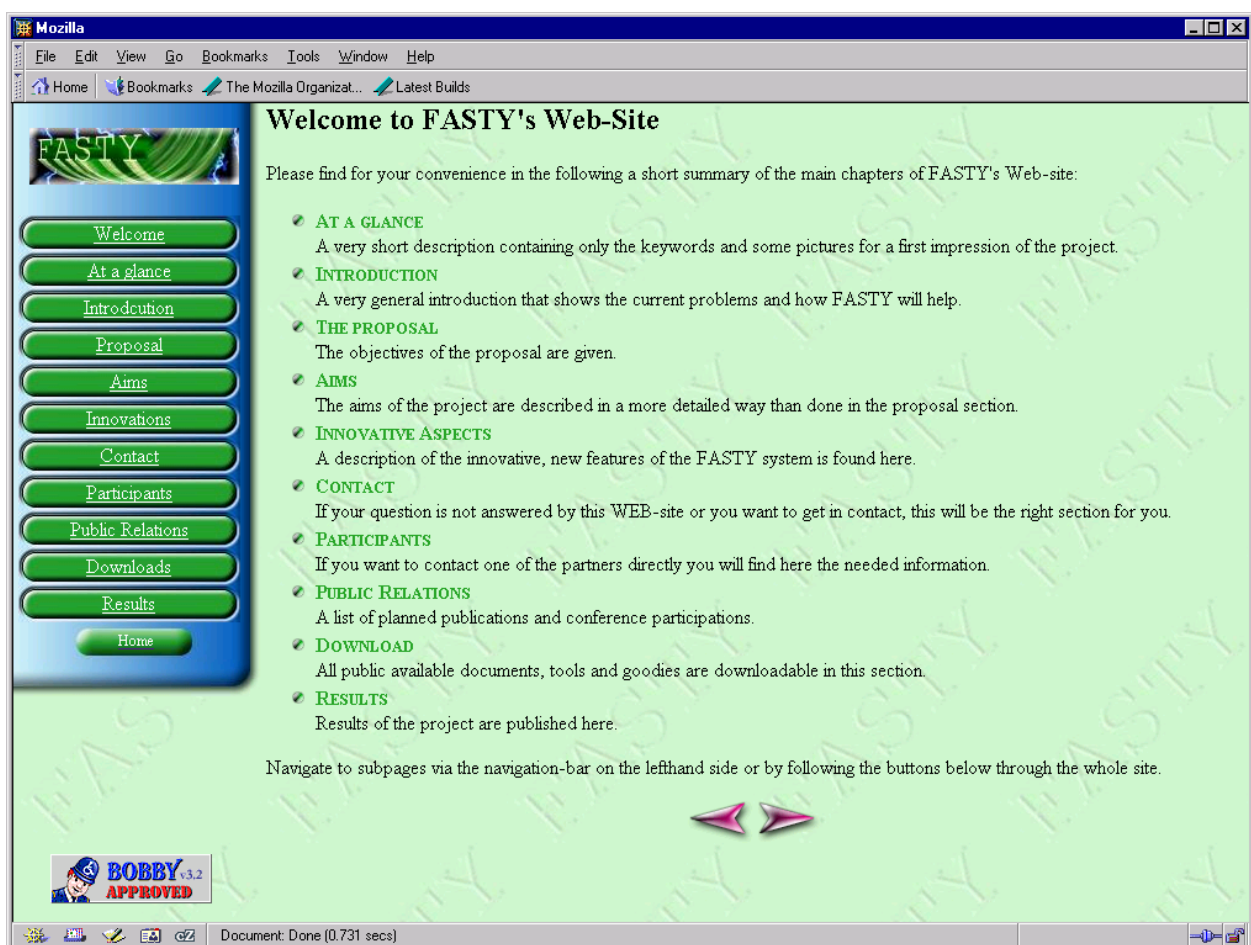 Mozilla
File Edit View Go Bookmarks Tools Window Help
Home Bookmarks The Mozilla Organizat... Latest Builds
FASTY
Welcome
At a glance
Introdcution
Proposal
Aims
Innovations
Contact
Participants
Public Relations
Downloads
Results
Home
BOBBY v3.2
APPROVED
Welcome to FASTY's Web-Site
Please find for your convenience in the following a short summary of the main chapters of FASTY's Web-site:
AT A GLANCE
A very short description containing only the keywords and some pictures for a first impression of the project.
INTRODUCTION
A very general introduction that shows the current problems and how FASTY will help.
THE PROPOSAL
The objectives of the proposal are given.
AIMS
The aims of the project are described in a more detailed way than done in the proposal section.
INNOVATIVE ASPECTS
A description of the innovative, new features of the FASTY system is found here.
CONTACT
If your question is not answered by this WEB-site or you want to get in contact, this will be the right section for you.
PARTICIPANTS
If you want to contact one of the partners directly you will find here the needed information.
PUBLIC RELATIONS
A list of planned publications and conference participations.
DOWNLOAD
All public available documents, tools and goodies are downloadable in this section.
RESULTS
Results of the project are published here.
Navigate to subpages via the navigation-bar on the lefthand side or by following the buttons below through the whole site.
Document: Done (0.731 secs)